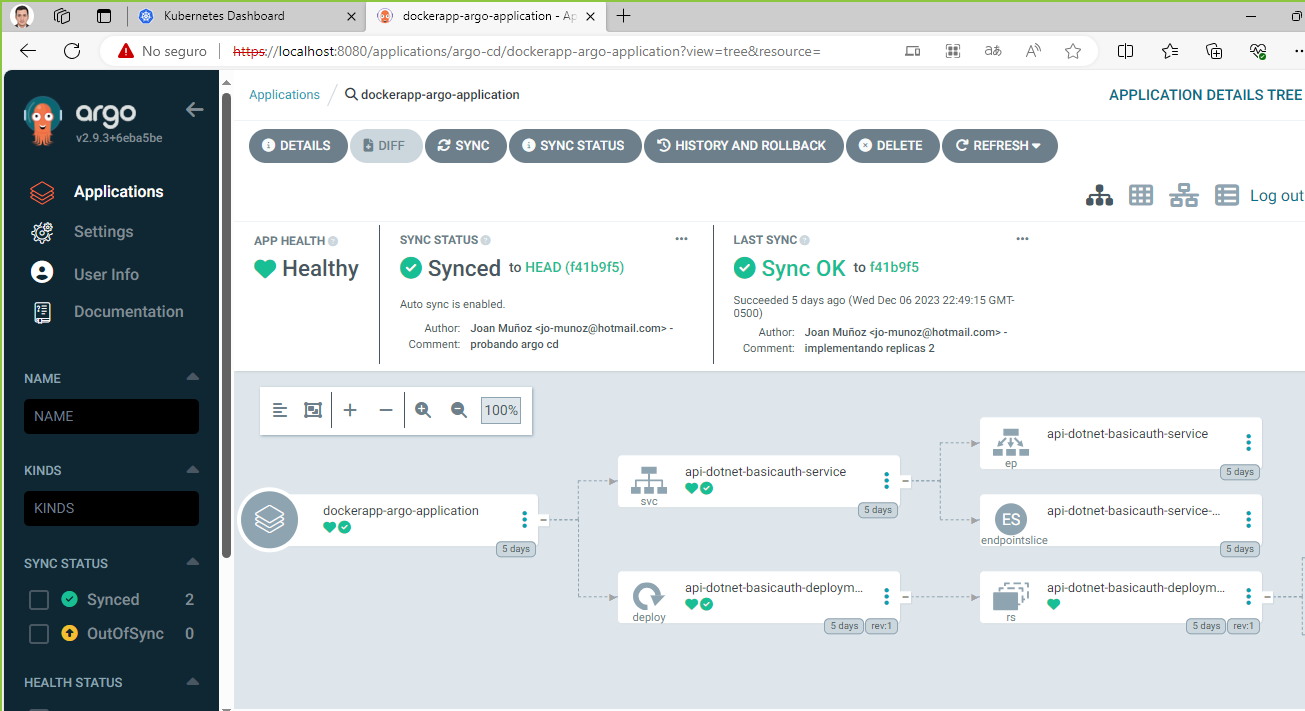 Kubernetes Dashboard
dockerapp-argo-application - Ap
No seguro
https://localhost:8080/applications/argo-cd/dockerapp-argo-application?view=tree&resource=
argo
v2.9.3+6eba5be
Applications
Settings
User Info
Documentation
NAME
NAME
KINDS
KINDS
SYNC STATUS
Synced 2
OutOfSync 0
HEALTH STATUS
Applications / dockerapp-argo-application
APPLICATION DETAILS TREE
DETAILS DIFF SYNC SYNC STATUS HISTORY AND ROLLBACK DELETE REFRESH
Log out
APP HEALTH
Healthy
SYNC STATUS
Synced to HEAD (f41b9f5)
Auto sync is enabled.
Author: Joan Muñoz <jo-munoz@hotmail.com> -
Comment: probando argo cd
LAST SYNC
Sync OK to f41b9f5
Succeeded 5 days ago (Wed Dec 06 2023 22:49:15 GMT-
0500)
Author: Joan Muñoz <jo-munoz@hotmail.com> -
Comment: implementando replicas 2
100%
dockerapp-argo-application
5 days
api-dotnet-basicauth-service
svc
5 days
api-dotnet-basicauth-deploym...
deploy
5 days rev:1
api-dotnet-basicauth-service
ep
5 days
ES
api-dotnet-basicauth-service-...
endpointslice
5 days
api-dotnet-basicauth-deploym...
rs
5 days rev:1